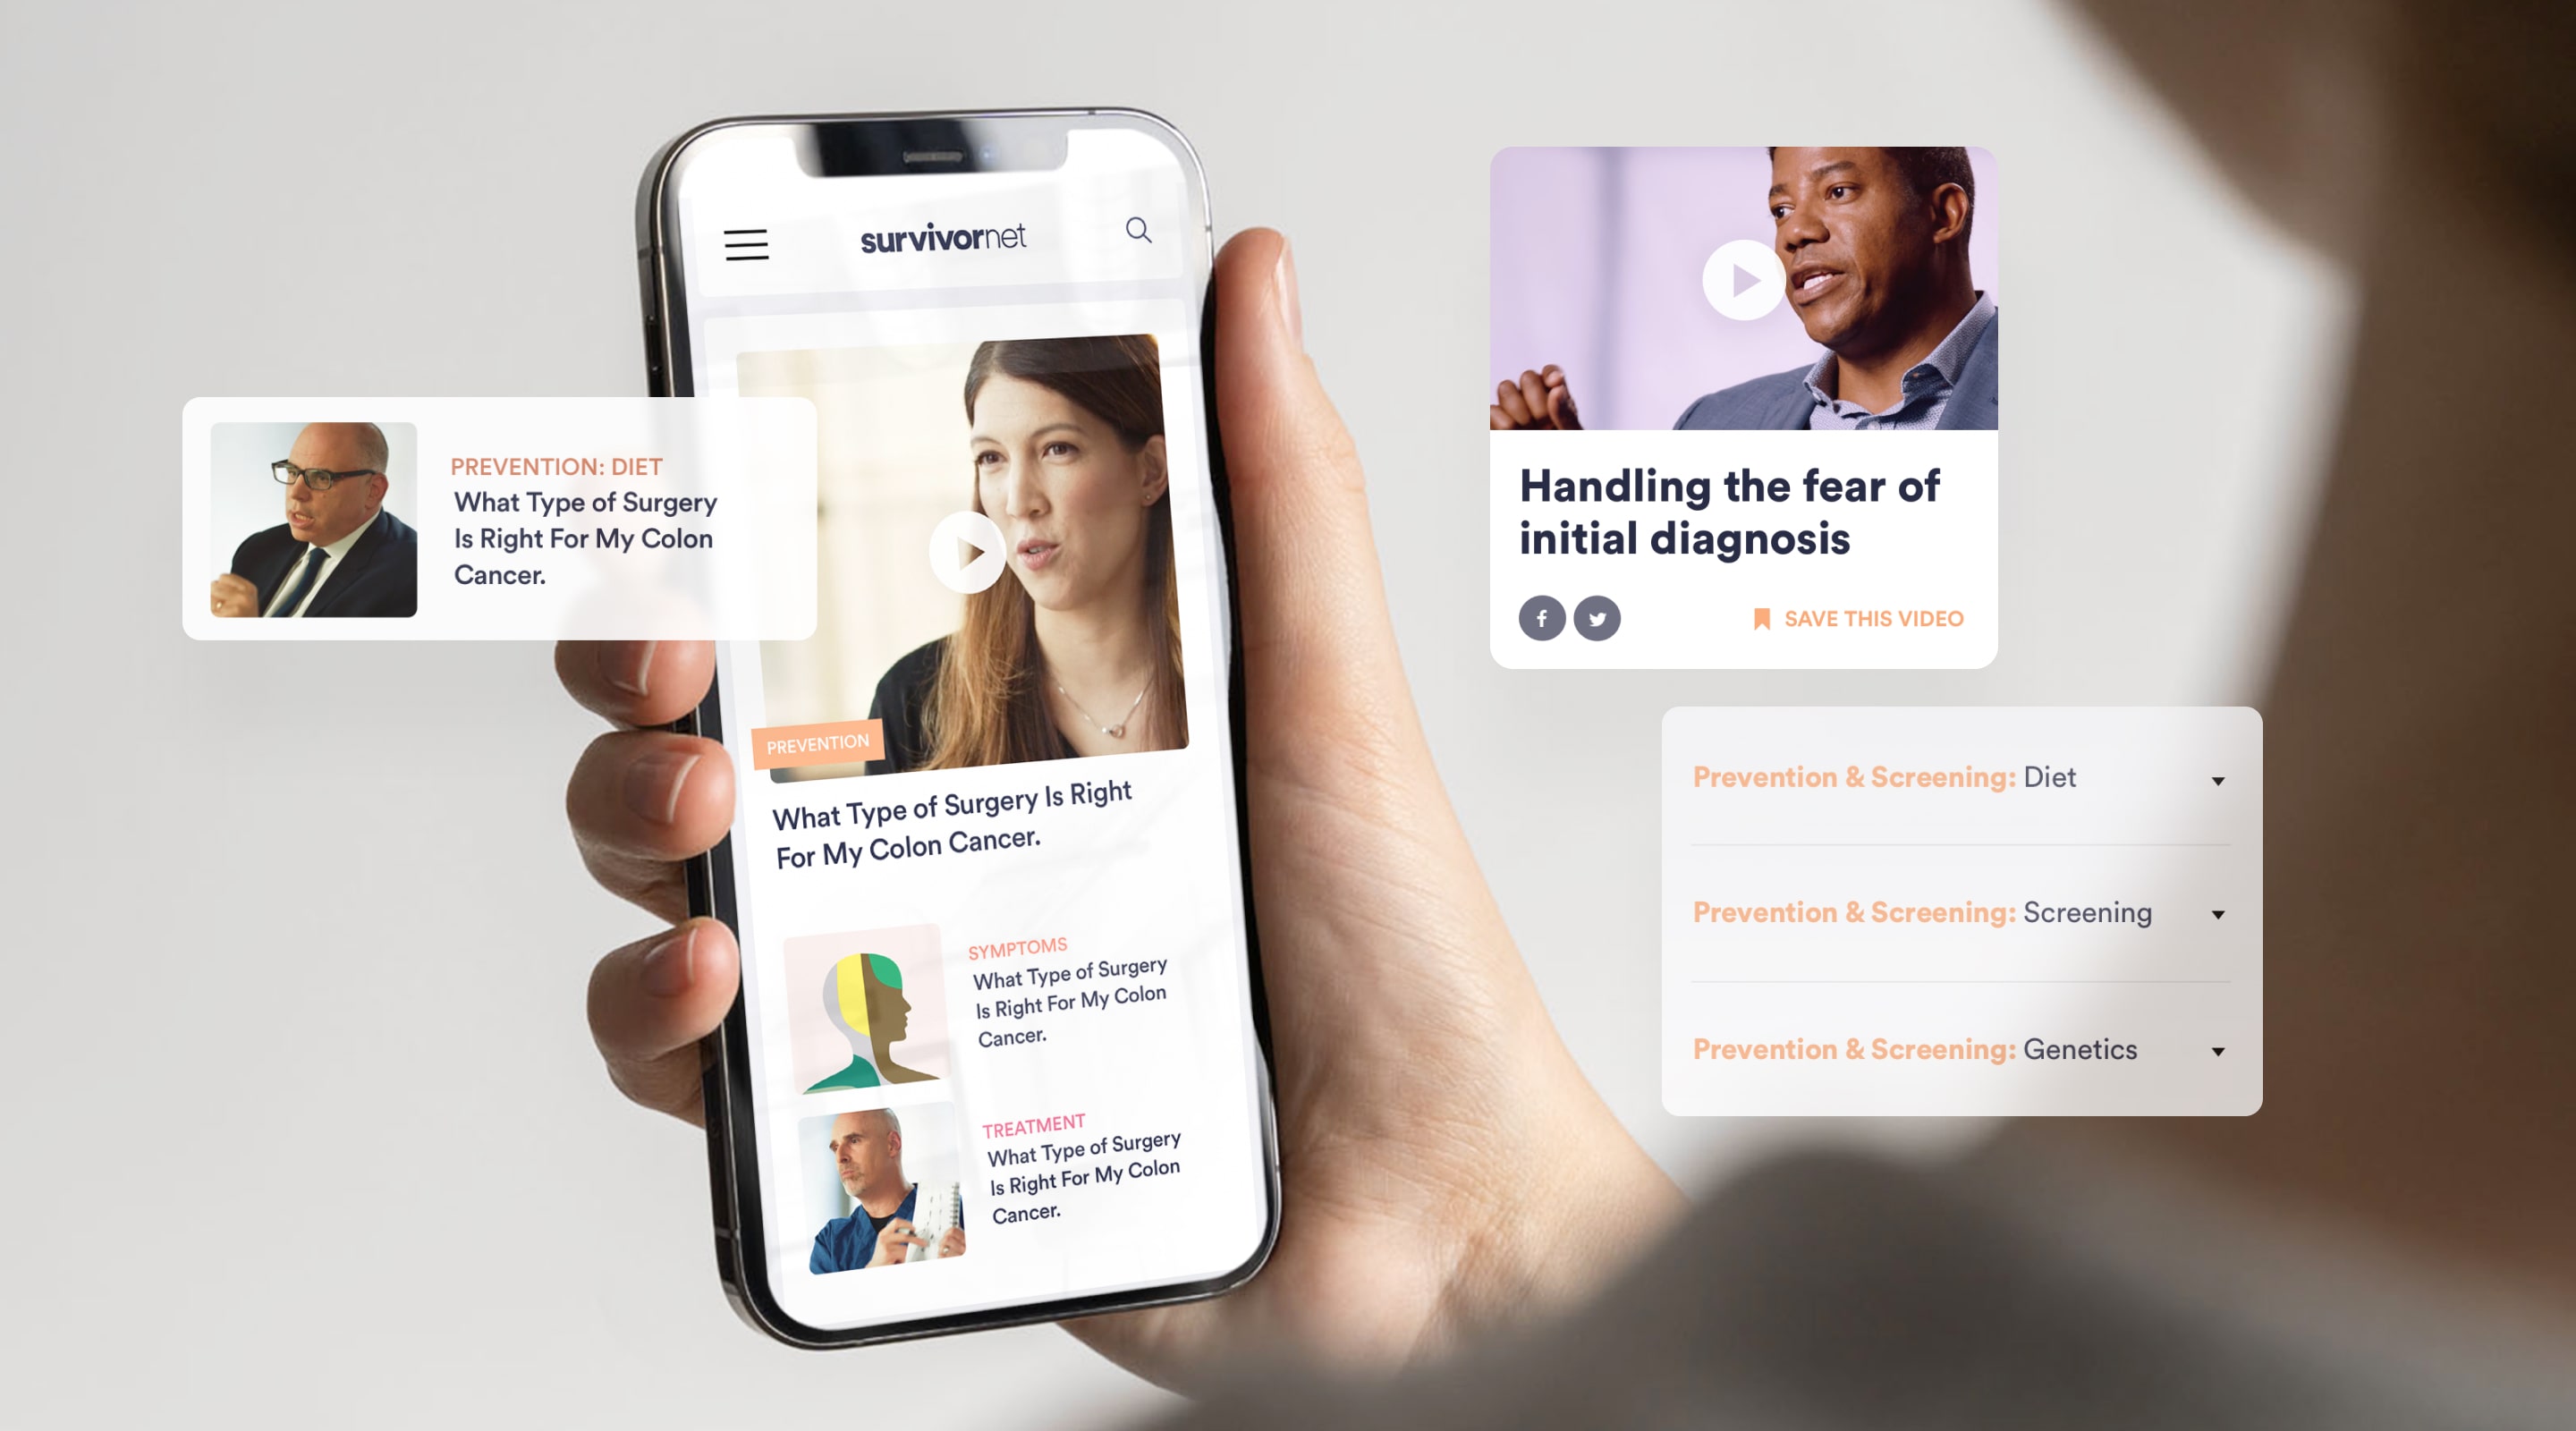 survivornet
PREVENTION: DIET
What Type of Surgery
Is Right For My Colon
Cancer.
PREVENTION
What Type of Surgery Is Right
For My Colon Cancer.
SYMPTOMS
What Type of Surgery
Is Right For My Colon
Cancer.
TREATMENT
What Type of Surgery
Is Right For My Colon
Cancer.
Handling the fear of
initial diagnosis
SAVE THIS VIDEO
Prevention & Screening: Diet
Prevention & Screening: Screening
Prevention & Screening: Genetics